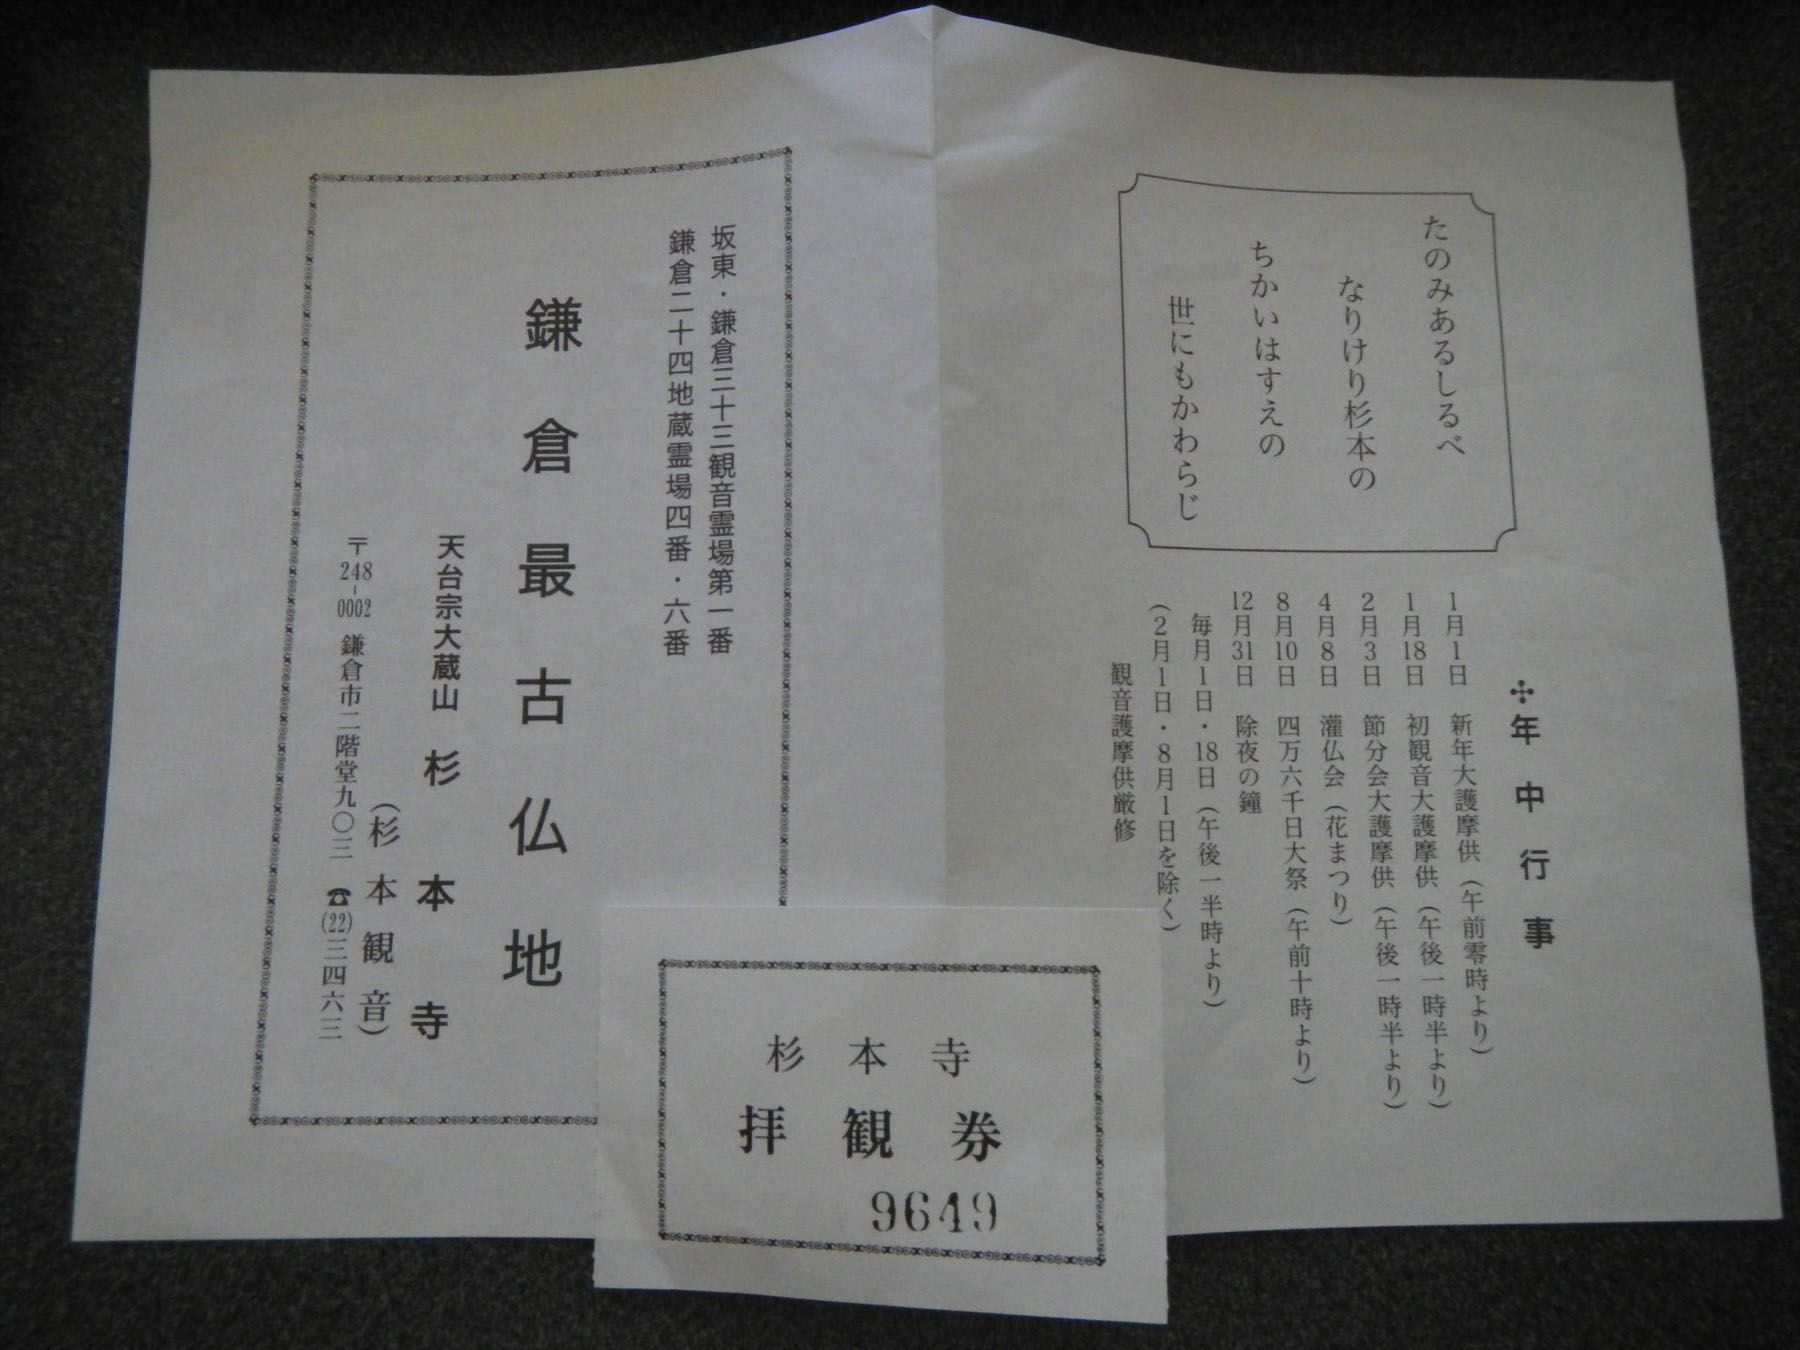 たのみあるしるべ
なりけり杉本の
ちかいはすえの
世にもかわらじ
年中行事
1月1日 新年大護摩供（午前零時より）
1月18日 初観音大護摩供（午後一時半より）
2月3日 節分会大護摩供（午後一時半より）
4月8日 灌仏会（花まつり）
8月10日 四万六千日大祭（午前十時より）
12月31日 除夜の鐘
毎月1日・18日（午後一半時より）
（2月1日・8月1日を除く）
観音護摩供厳修
坂東・鎌倉三十三観音霊場第一番
鎌倉二十四地蔵霊場四番・六番
鎌倉最古仏地
天台宗大蔵山 杉本寺
（杉本観音）
〒248-0002 鎌倉市二階堂九〇三 ☎(22)三四六三
杉本寺
拝観券
9649